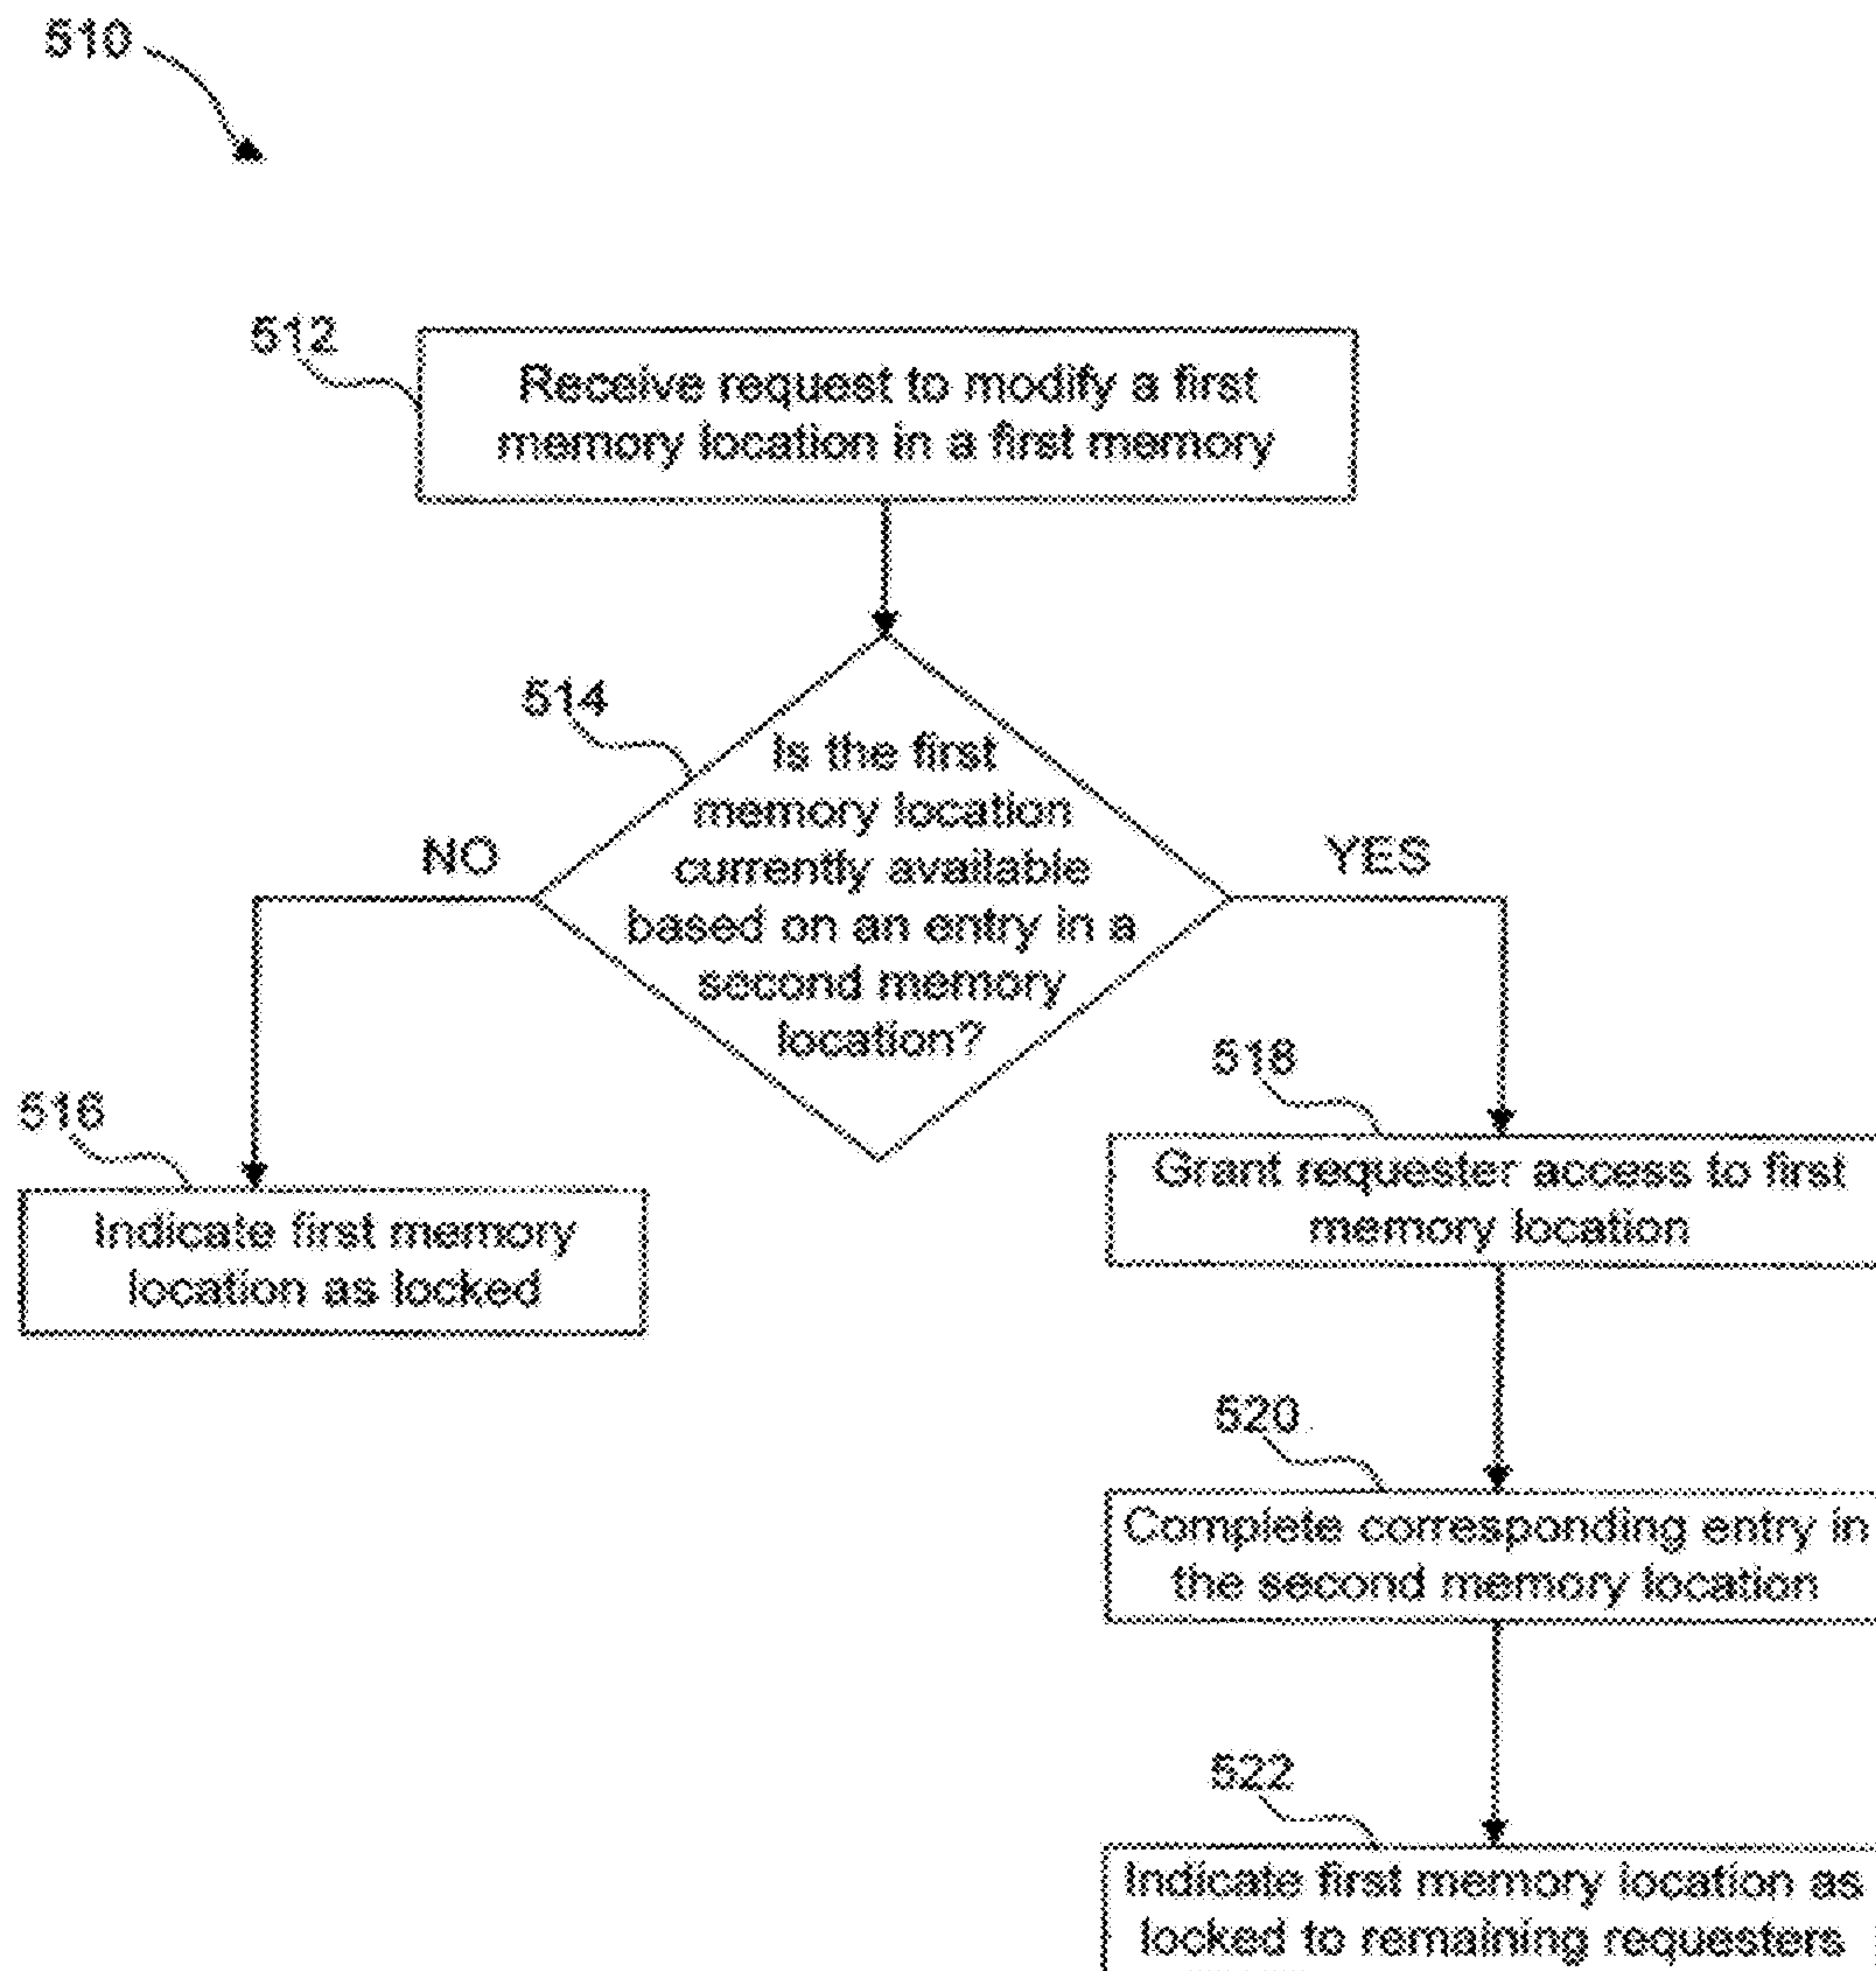 510
512
Receive request to modify a first
memory location in a first memory
514
Is the first
memory location
currently available
based on an entry in a
second memory
location?
NO
YES
516
Indicate first memory
location as locked
518
Grant requester access to first
memory location
520
Complete corresponding entry in
the second memory location
522
Indicate first memory location as
locked to remaining requesters